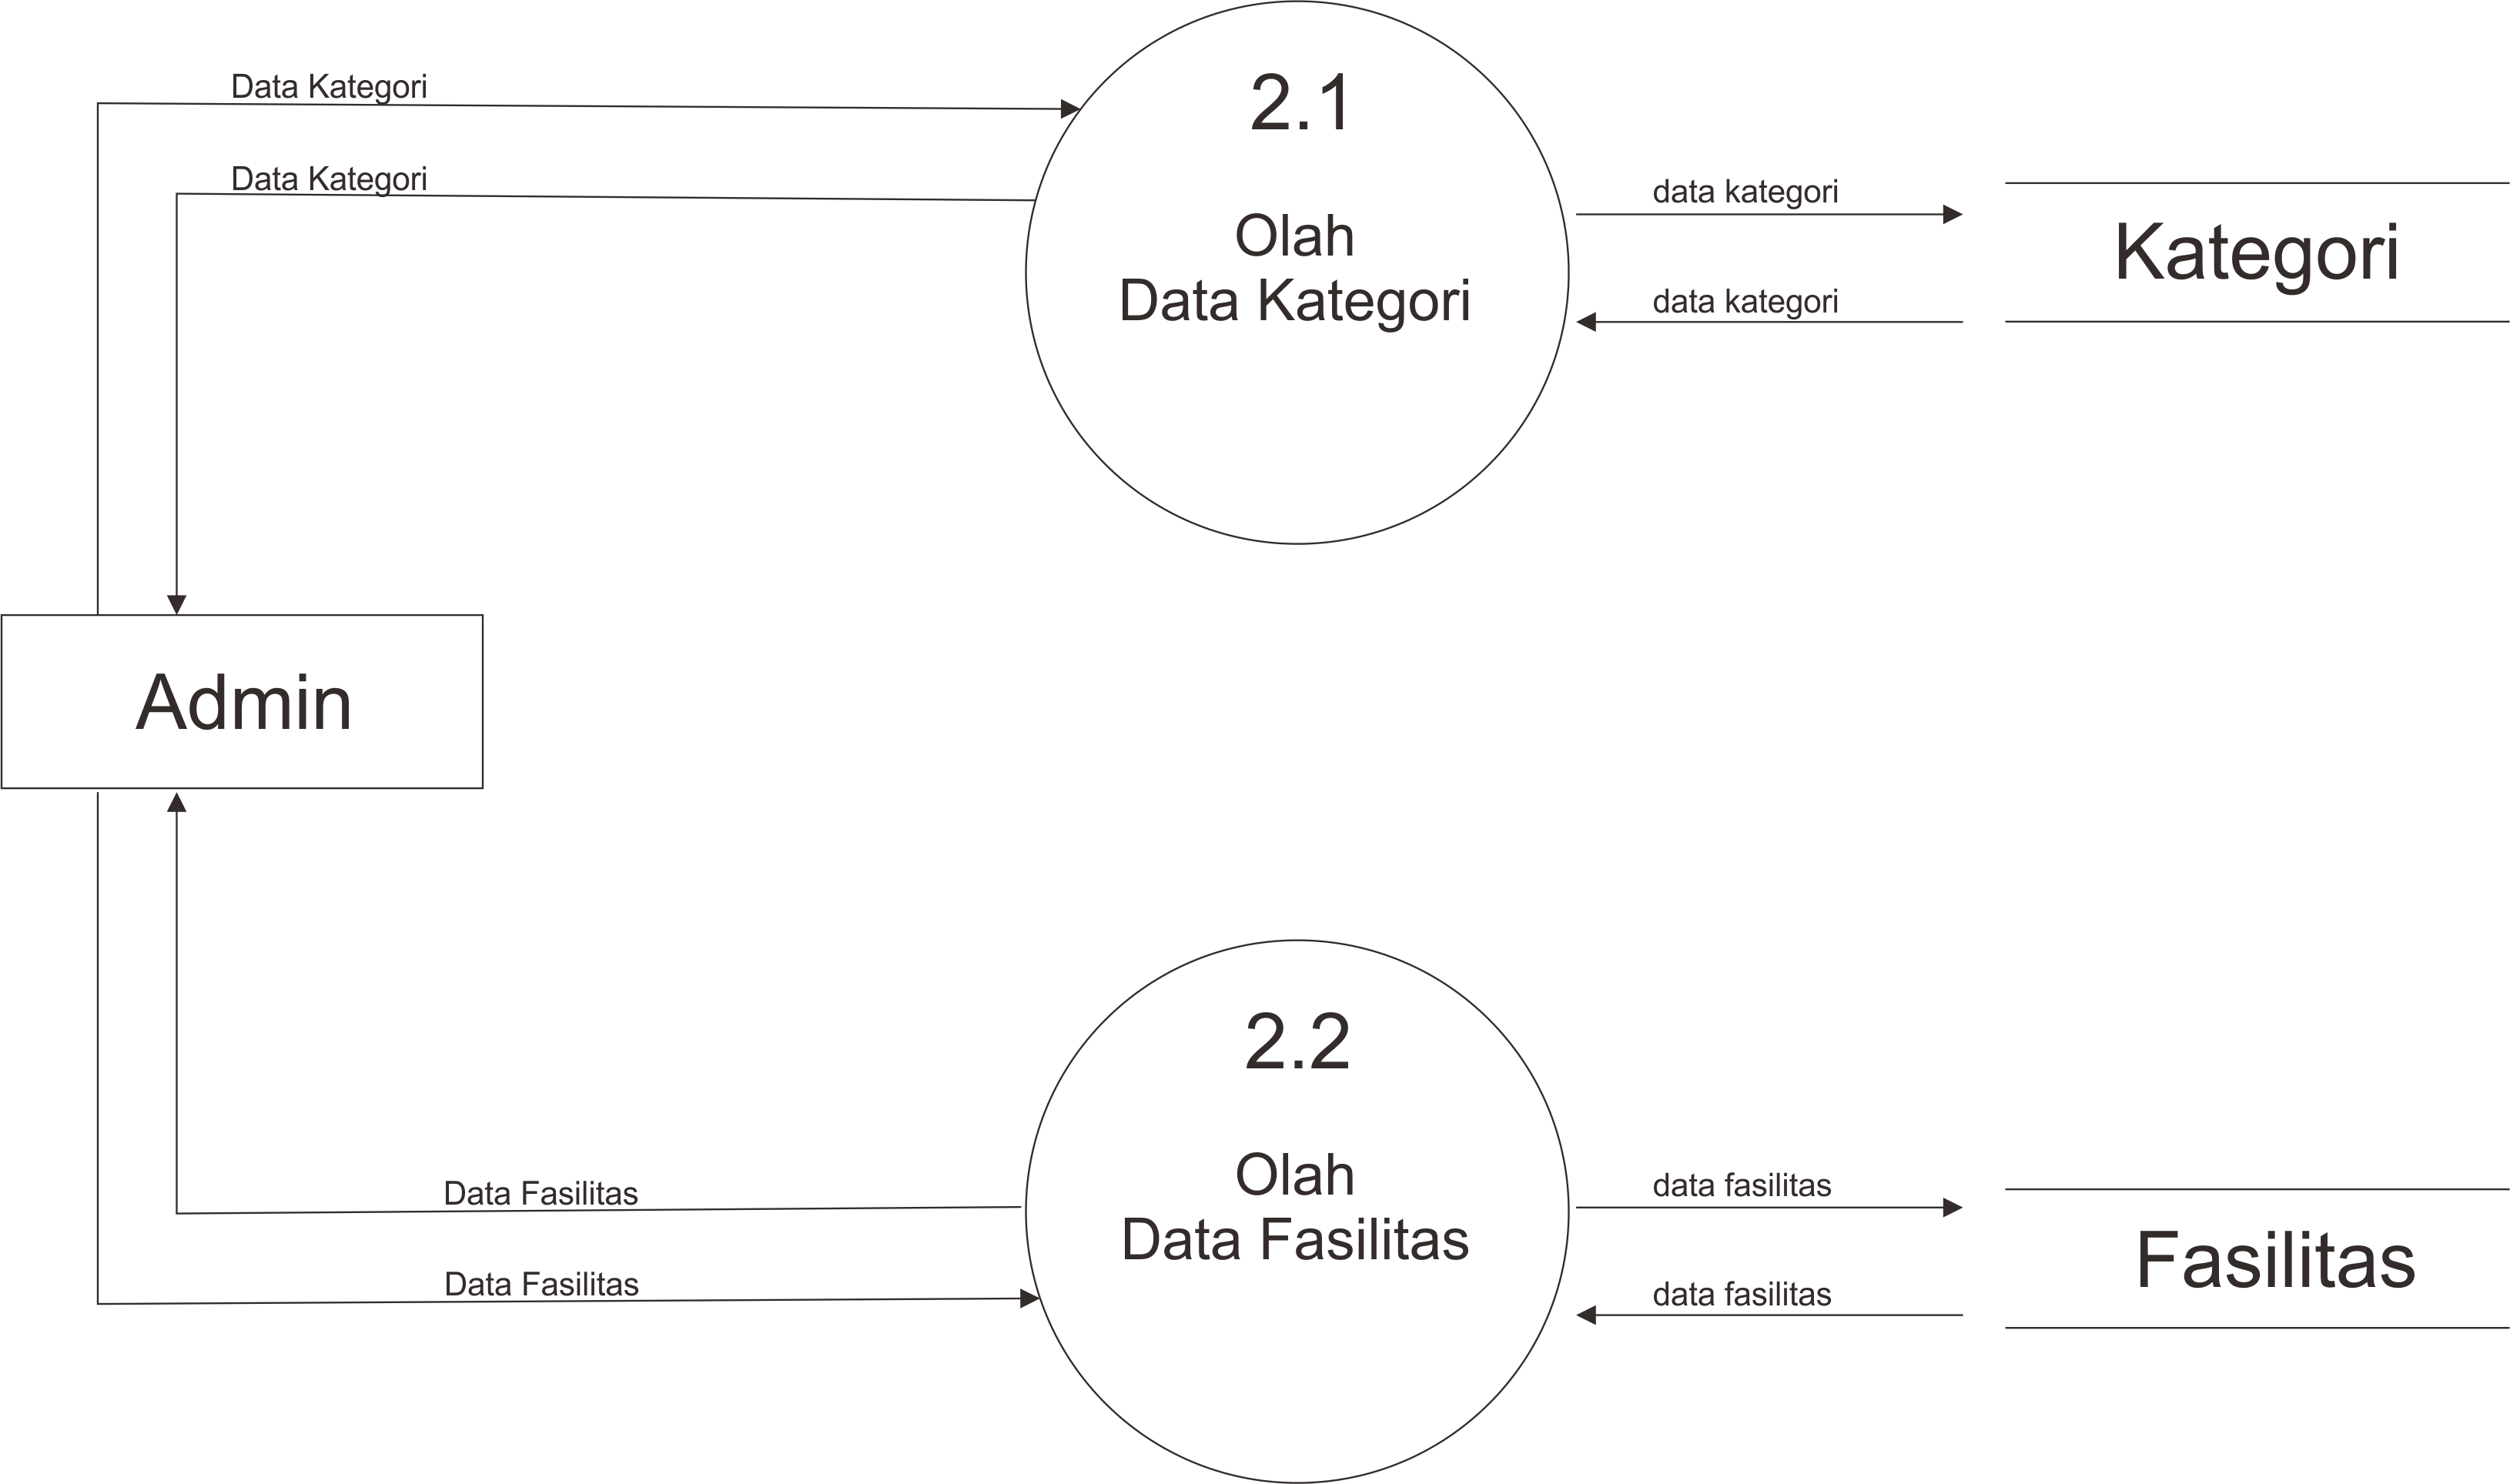 Data Kategori
Data Kategori
2.1
Olah
Data Kategori
data kategori
data kategori
Kategori
Admin
2.2
Olah
Data Fasilitas
Data Fasilitas
Data Fasilitas
data fasilitas
data fasilitas
Fasilitas